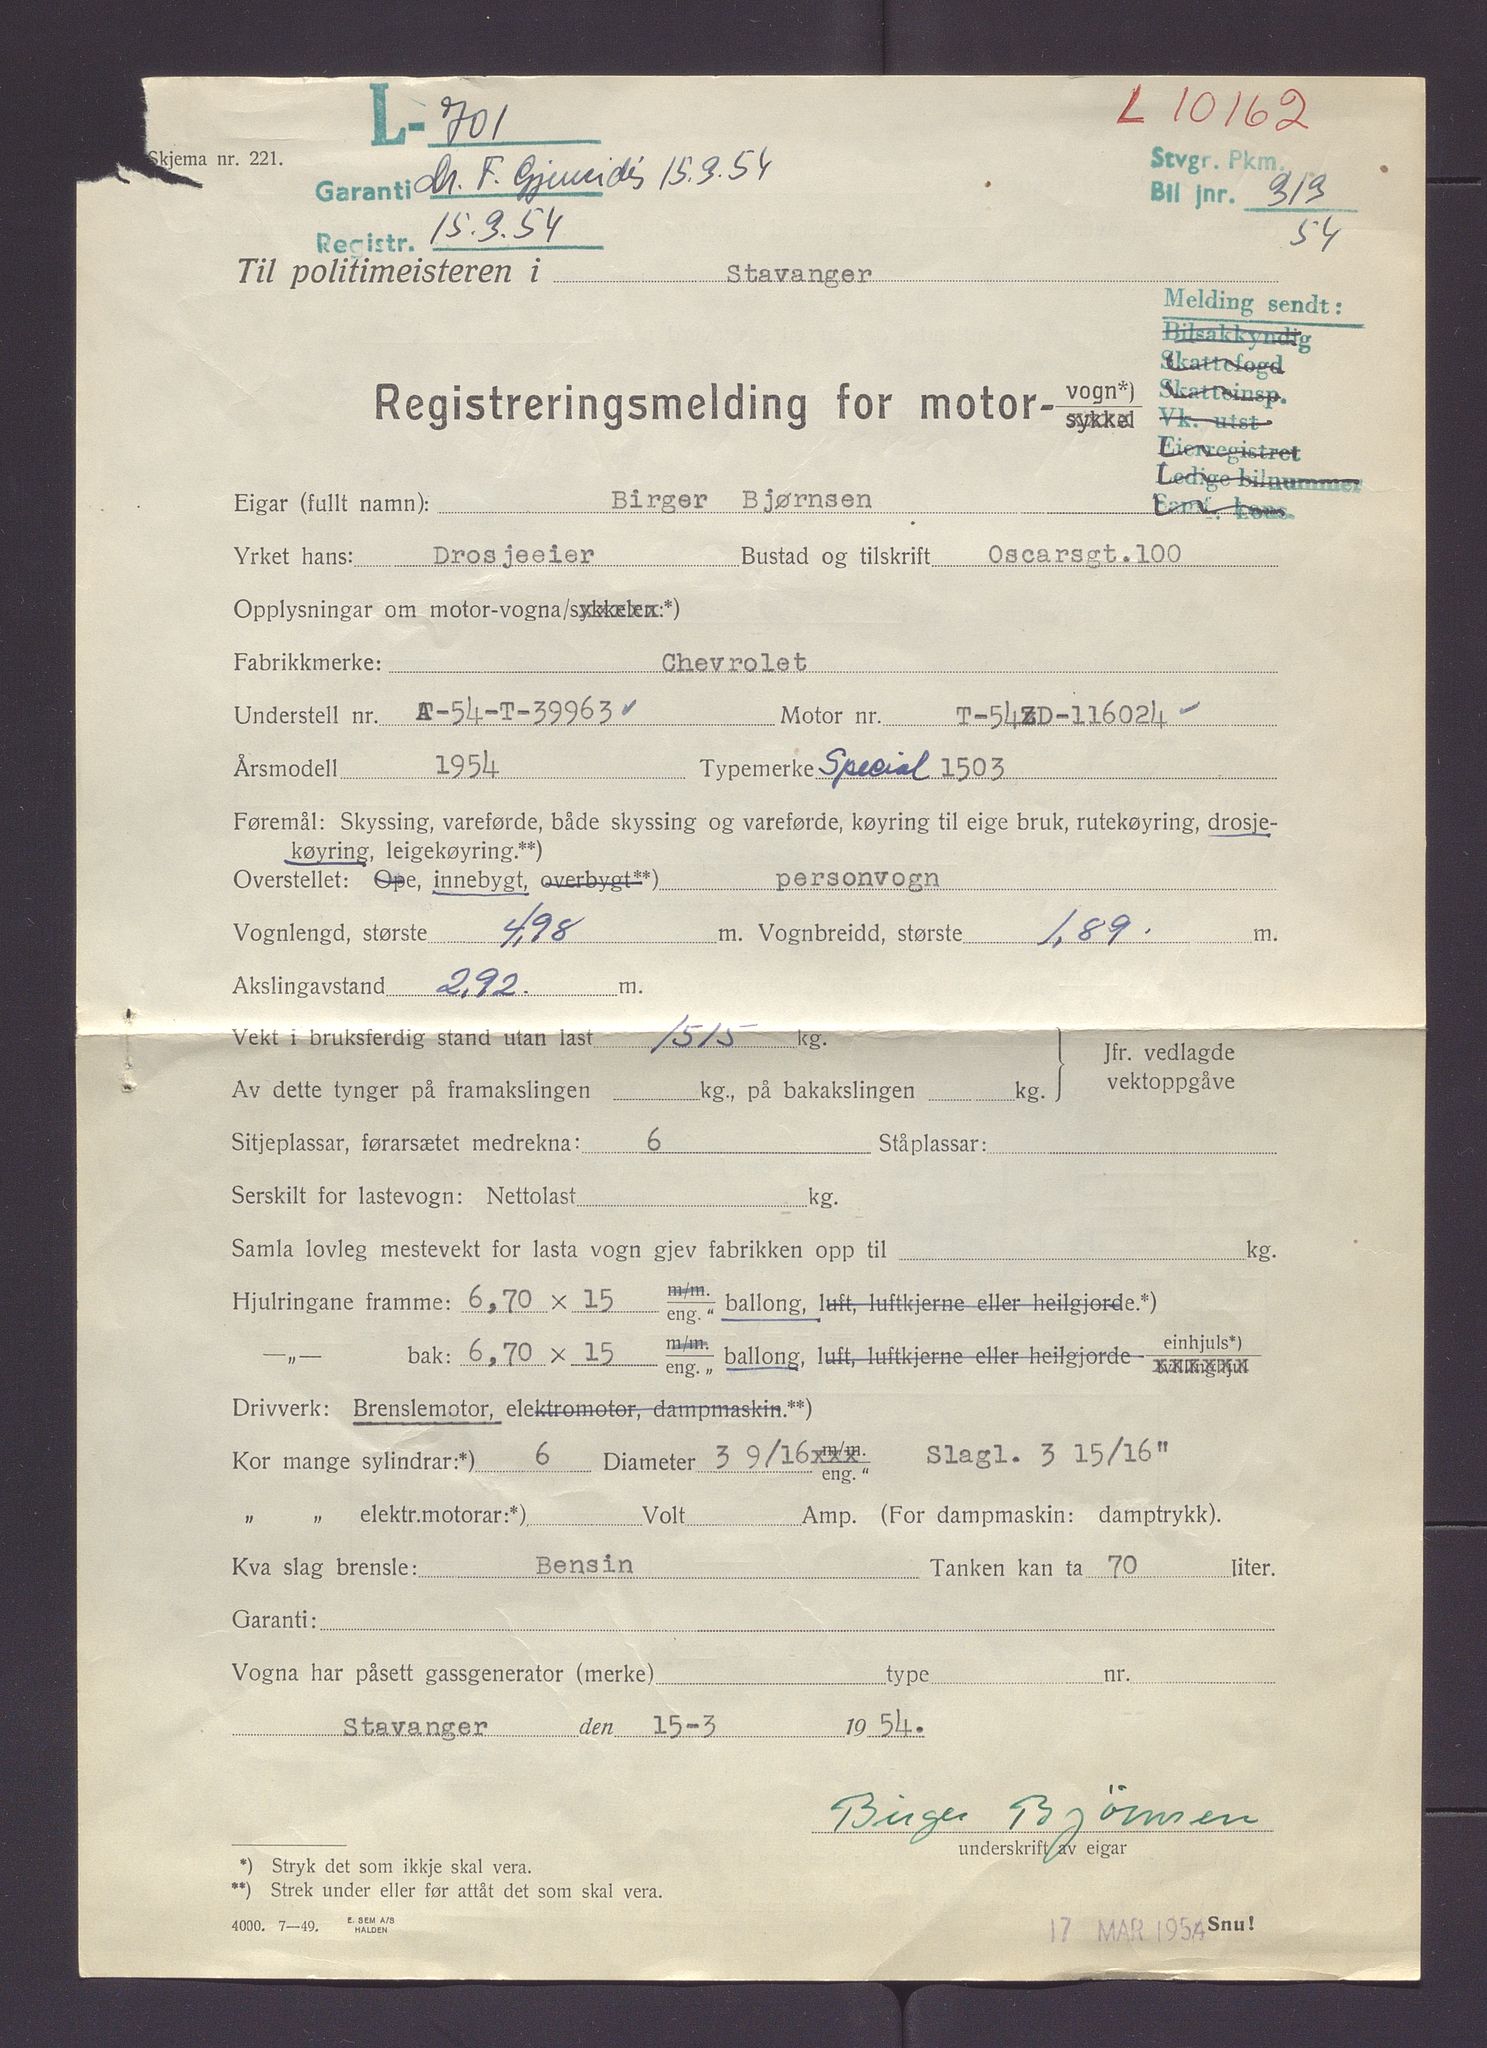 L-701
L 10162
Skjema nr. 221.
Garanti F. 15.3.54
Stvgr. Pkm.
Bil jnr. 313
54
Registr. 15.3.54
Til politimeisteren i Stavanger
Melding sendt:
Bilsakkyndig
Skattefogd
Skatteinsp.
Vk. utst
Eierregistret
Ledige bilnummer
Registreringsmelding for motor- vogn*)
sykkel
Eigar (fullt namn): Birger Bjørnsen
Yrket hans: Drosjeeier Bustad og tilskrift Oscarsgt.100
Opplysningar om motor-vogna/sykkelen:*)
Fabrikkmerke: Chevrolet
Understell nr. A-54-T-39963 ✓ Motor nr. T-54ZD-116024 ✓
Årsmodell 1954 Typemerke Special 1503
Føremål: Skyssing, vareførde, både skyssing og vareførde, køyring til eige bruk, rutekøyring, drosje-
køyring, leigekøyring.**)
Overstellet: Ope, innebygt, overbygt**) personvogn
Vognlengd, største 4,98 m. Vognbreidd, største 1,89. m.
Akslingavstand 2,92. m.
Vekt i bruksferdig stand utan last 1515 kg.
Jfr. vedlagde
vektoppgåve
Av dette tynger på framakslingen kg., på bakakslingen kg.
Sitjeplassar, førarsætet medrekna: 6 Ståplassar:
Serskilt for lastevogn: Nettolast kg.
Samla lovleg mestevekt for lasta vogn gjev fabrikken opp til kg.
Hjulringane framme: 6,70 × 15 m/m. eng. " ballong, luft, luftkjerne eller heilgjorde.*)
—„— bak: 6,70 × 15 m/m. eng. „ ballong, luft, luftkjerne eller heilgjorde - einhjuls*)
tvillinghjul
Drivverk: Brenslemotor, elektromotor, dampmaskin.**)
Kor mange sylindrar:*) 6 Diameter 3 9/16 m/m. eng. " Slagl. 3 15/16"
„ „ elektr.motorar:*) Volt Amp. (For dampmaskin: damptrykk).
Kva slag brensle: Bensin Tanken kan ta 70 liter.
Garanti:
Vogna har påsett gassgenerator (merke) type nr.
Stavanger den 15-3 19 54.
Birger Bjørnsen
underskrift av eigar
*) Stryk det som ikkje skal vera.
**) Strek under eller før attåt det som skal vera.
4000. 7—49. E. SEM A/S
HALDEN
17 MAR 1954 Snu!